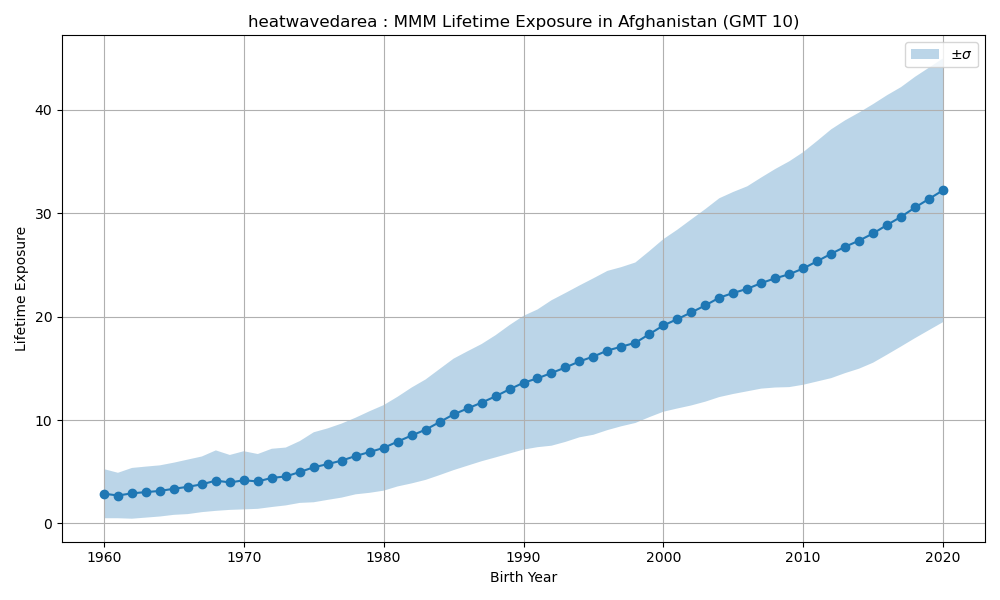 heatwavedarea : MMM Lifetime Exposure in Afghanistan (GMT 10)
±σ
Lifetime Exposure
40
30
20
10
0
1960 1970 1980 1990 2000 2010 2020
Birth Year